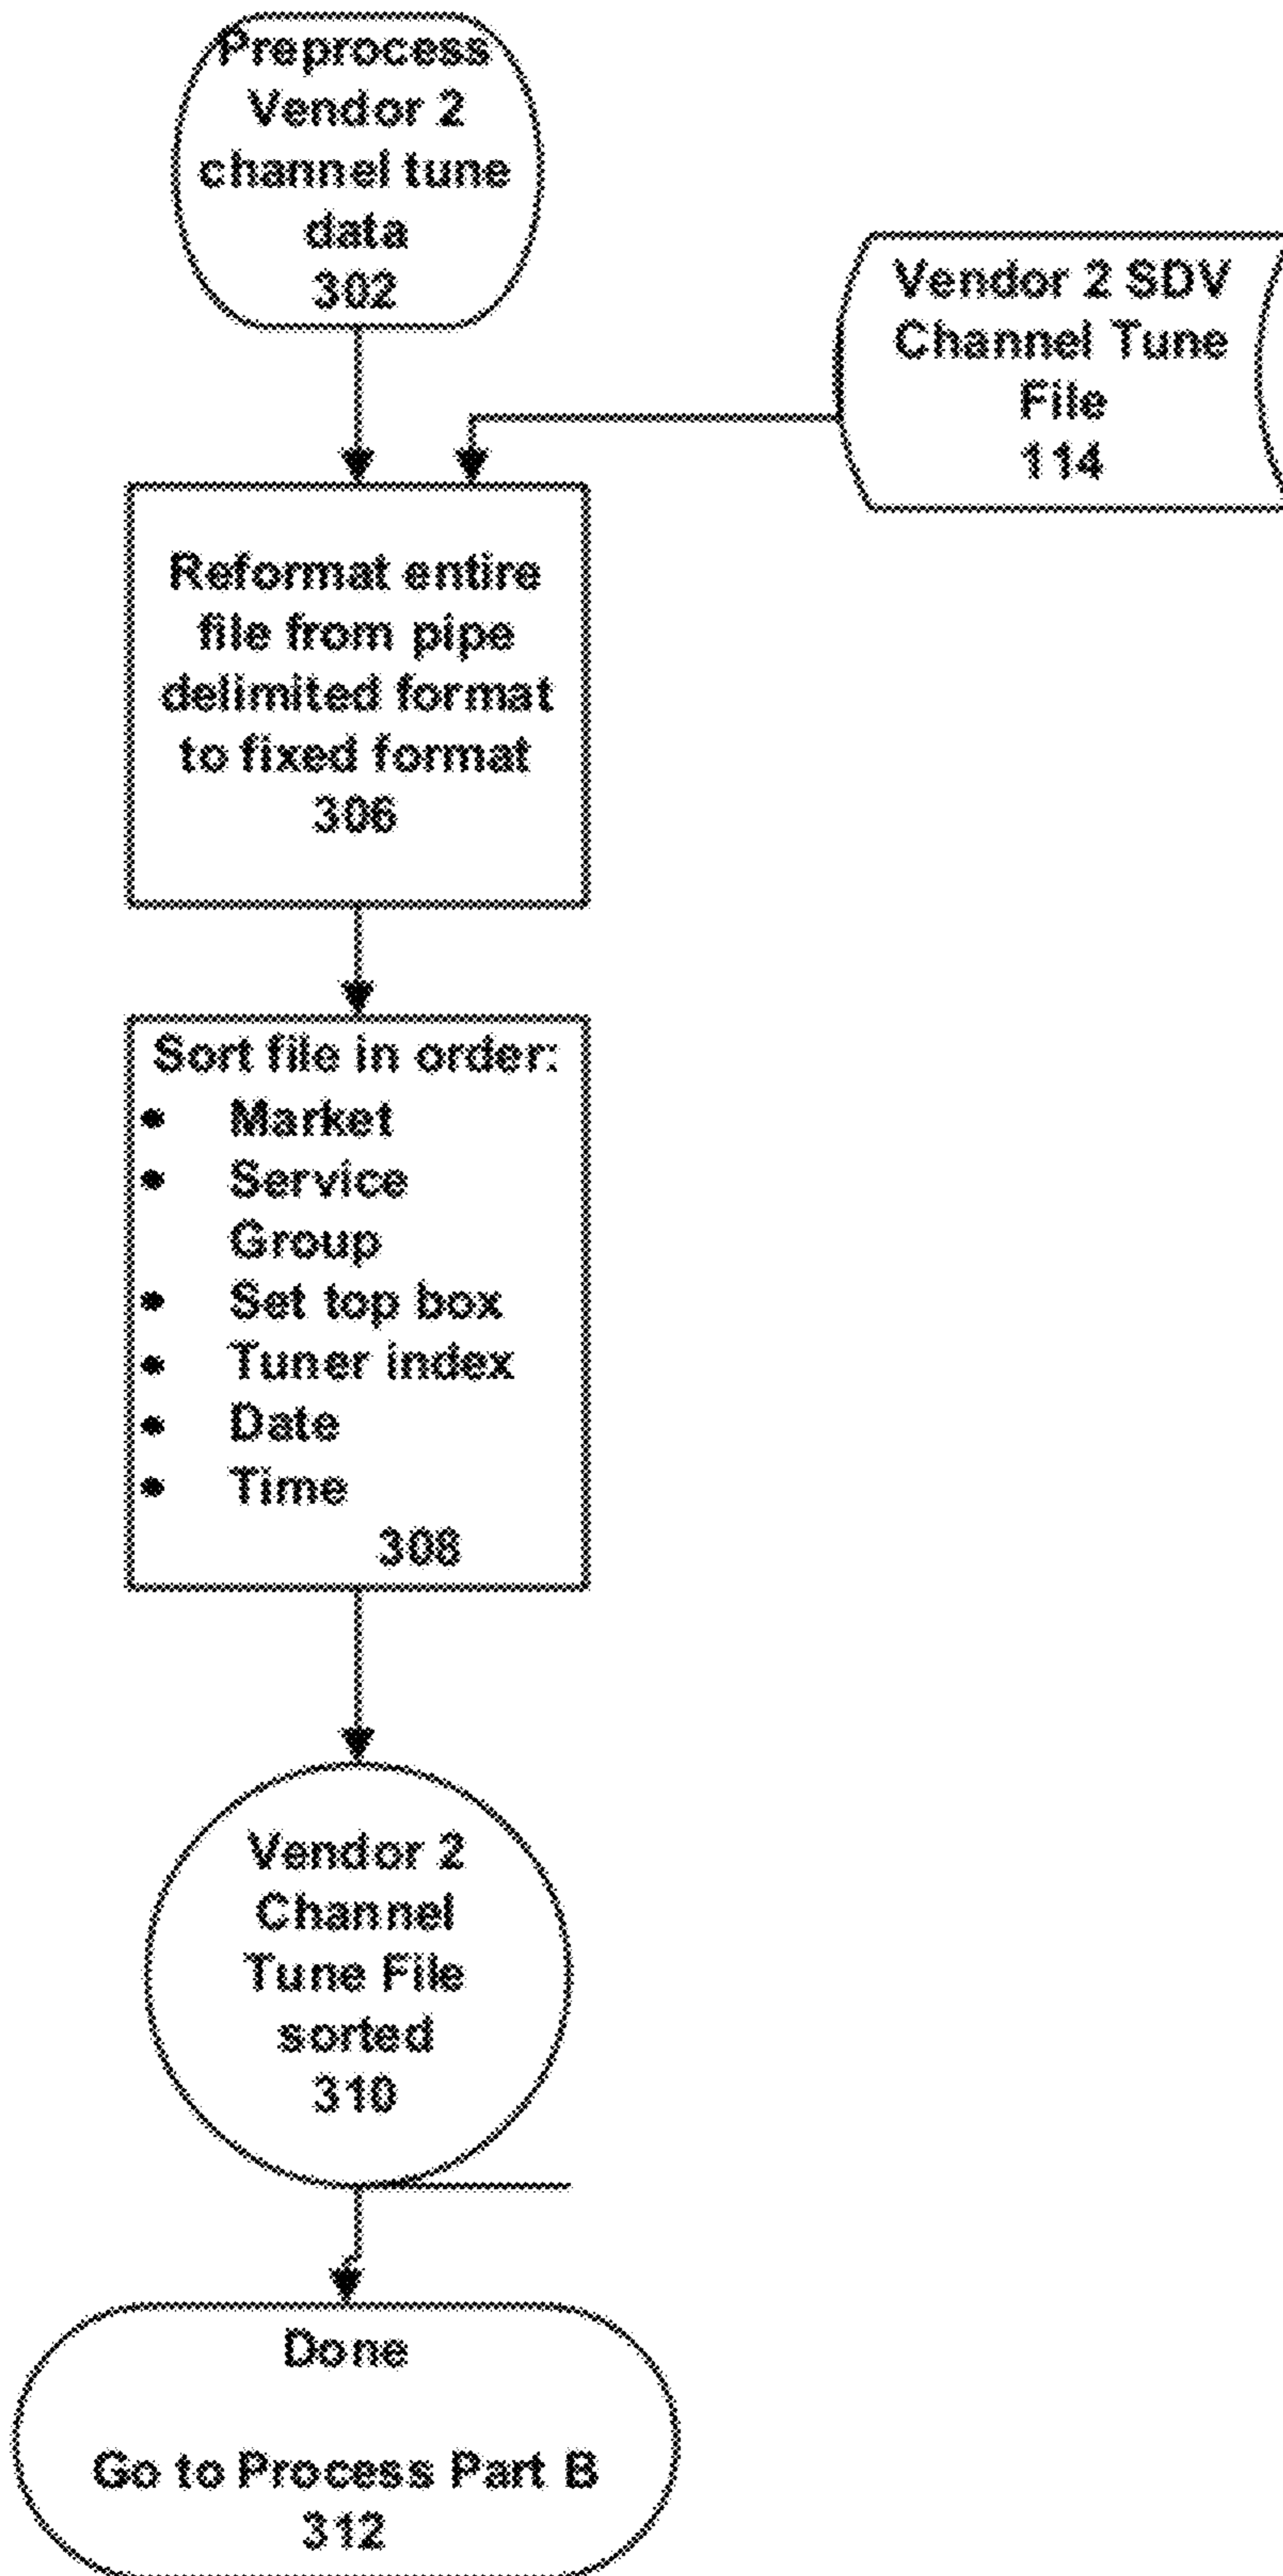 Preprocess
Vendor 2
channel tune
data
302
Vendor 2 SDV
Channel Tune
File
114
Reformat entire
file from pipe
delimited format
to fixed format
306
Sort file in order:
• Market
• Service
Group
• Set top box
• Tuner index
• Date
• Time
308
Vendor 2
Channel
Tune File
sorted
310
Done
Go to Process Part B
312